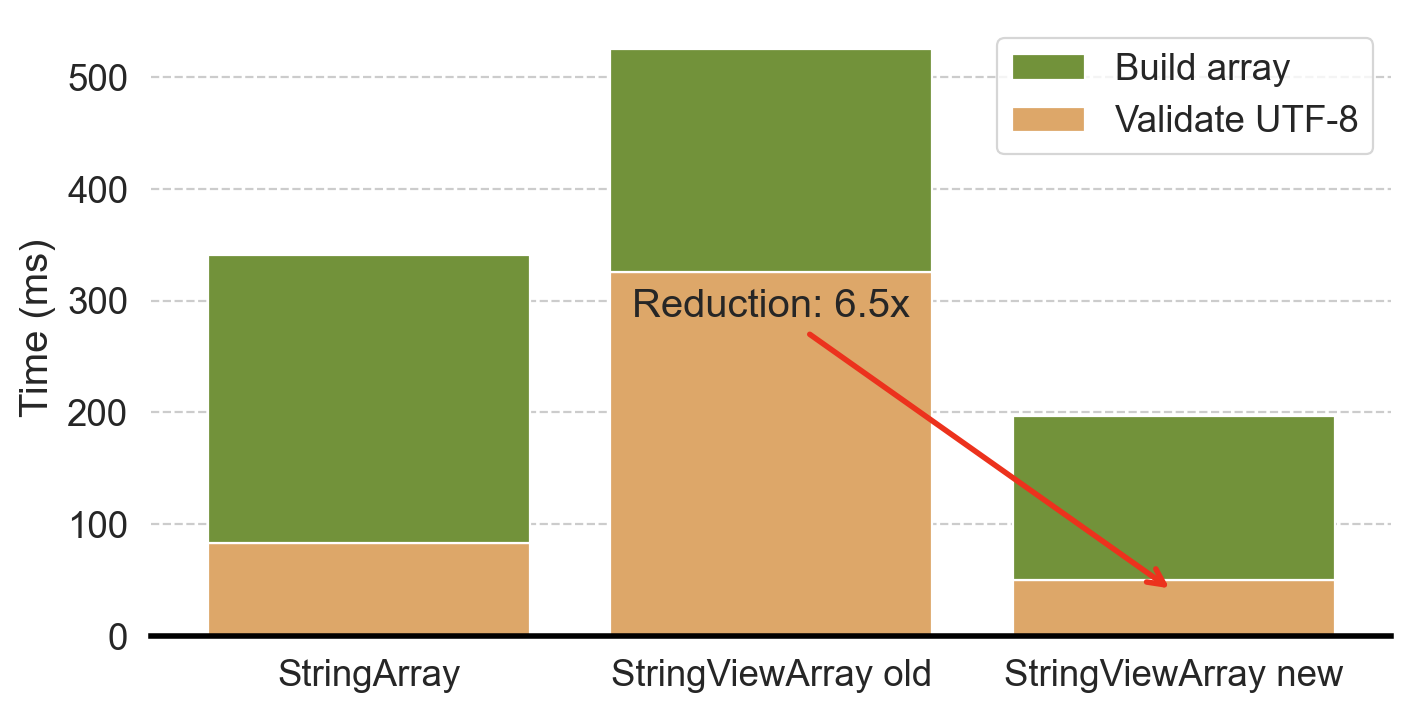 Build array
Validate UTF-8
Time (ms)
500
400
300
200
100
0
Reduction: 6.5x
StringArray
StringViewArray old
StringViewArray new